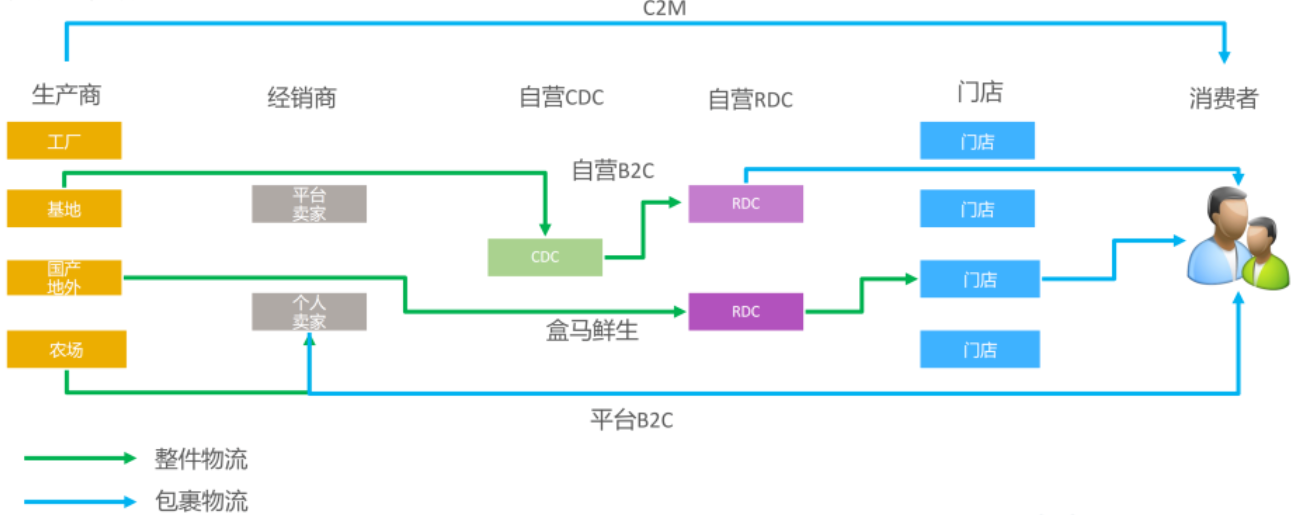 C2M
生产商
经销商
自营CDC
自营RDC
门店
消费者
工厂
门店
自营B2C
基地
平台
卖家
RDC
门店
CDC
国产
地外
门店
个人
卖家
RDC
盒马鲜生
农场
门店
平台B2C
整件物流
包裹物流